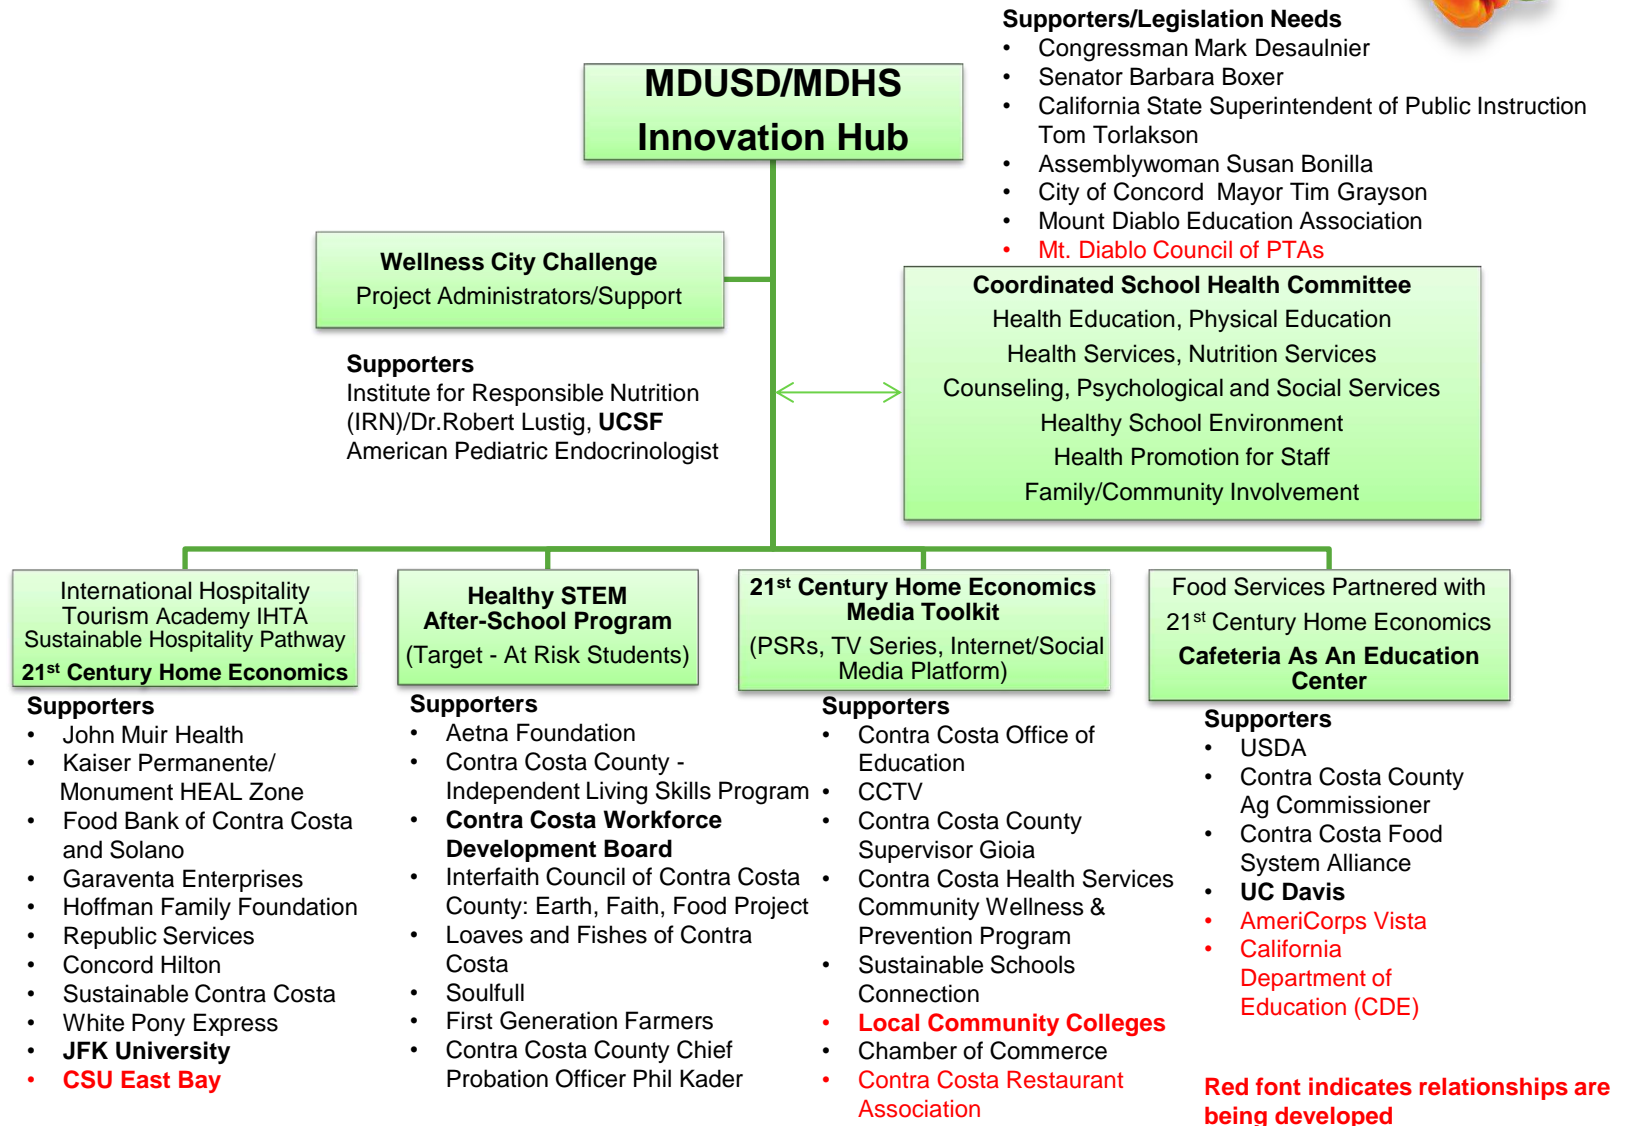 Supporters/Legislation Needs
• Congressman Mark Desaulnier
• Senator Barbara Boxer
• California State Superintendent of Public Instruction
Tom Torlakson
• Assemblywoman Susan Bonilla
• City of Concord  Mayor Tim Grayson
• Mount Diablo Education Association
• Mt. Diablo Council of PTAs
MDUSD/MDHS
Innovation Hub
Wellness City Challenge
Project Administrators/Support
Supporters
Institute for Responsible Nutrition
(IRN)/Dr.Robert Lustig, UCSF
American Pediatric Endocrinologist
Coordinated School Health Committee
Health Education, Physical Education
Health Services, Nutrition Services
Counseling, Psychological and Social Services
Healthy School Environment
Health Promotion for Staff
Family/Community Involvement
International Hospitality
Tourism Academy IHTA
Sustainable Hospitality Pathway
21st Century Home Economics
Supporters
• John Muir Health
• Kaiser Permanente/
Monument HEAL Zone
• Food Bank of Contra Costa
and Solano
• Garaventa Enterprises
• Hoffman Family Foundation
• Republic Services
• Concord Hilton
• Sustainable Contra Costa
• White Pony Express
• JFK University
• CSU East Bay
Healthy STEM
After-School Program
(Target - At Risk Students)
Supporters
• Aetna Foundation
• Contra Costa County -
Independent Living Skills Program
• Contra Costa Workforce
Development Board
• Interfaith Council of Contra Costa
County: Earth, Faith, Food Project
• Loaves and Fishes of Contra
Costa
• Soulfull
• First Generation Farmers
• Contra Costa County Chief
Probation Officer Phil Kader
21st Century Home Economics
Media Toolkit
(PSRs, TV Series, Internet/Social
Media Platform)
Supporters
• Contra Costa Office of
Education
• CCTV
• Contra Costa County
Supervisor Gioia
• Contra Costa Health Services
Community Wellness &
Prevention Program
• Sustainable Schools
Connection
• Local Community Colleges
• Chamber of Commerce
• Contra Costa Restaurant
Association
Food Services Partnered with
21st Century Home Economics
Cafeteria As An Education
Center
Supporters
• USDA
• Contra Costa County
Ag Commissioner
• Contra Costa Food
System Alliance
• UC Davis
• AmeriCorps Vista
• California
Department of
Education (CDE)
Red font indicates relationships are
being developed